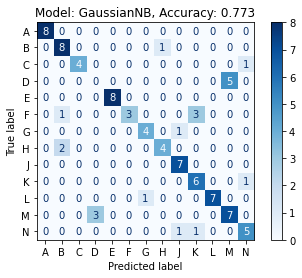 Model: GaussianNB, Accuracy: 0.773
A 8 0 0 0 0 0 0 0 0 0 0 0 0 0
B 0 8 0 0 0 0 0 1 0 0 0 0 0
C 0 0 4 0 0 0 0 0 0 0 0 0 1
D 0 0 0 0 0 0 0 0 0 0 0 5 0
E 0 0 0 0 8 0 0 0 0 0 0 0 0
F 0 1 0 0 0 3 0 0 0 3 0 0 0
G 0 0 0 0 0 0 4 0 1 0 0 0 0
H 0 2 0 0 0 0 0 4 0 0 0 0 0
J 0 0 0 0 0 0 0 0 7 0 0 0 0
K 0 0 0 0 0 0 0 0 0 6 0 0 1
L 0 0 0 0 0 0 1 0 0 0 7 0 0
M 0 0 0 3 0 0 0 0 0 0 0 7 0
N 0 0 0 0 0 0 0 0 1 1 0 0 5
A B C D E F G H J K L M N
Predicted label
True label
8
7
6
5
4
3
2
1
0